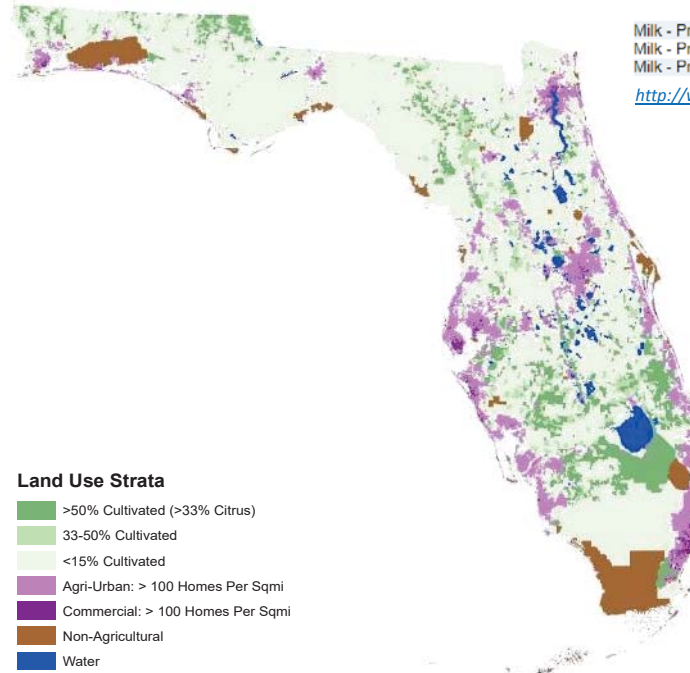 Milk - Pr
Milk - Pr
Milk - Pr
http://w
Land Use Strata
>50% Cultivated (>33% Citrus)
33-50% Cultivated
<15% Cultivated
Agri-Urban: > 100 Homes Per Sqmi
Commercial: > 100 Homes Per Sqmi
Non-Agricultural
Water